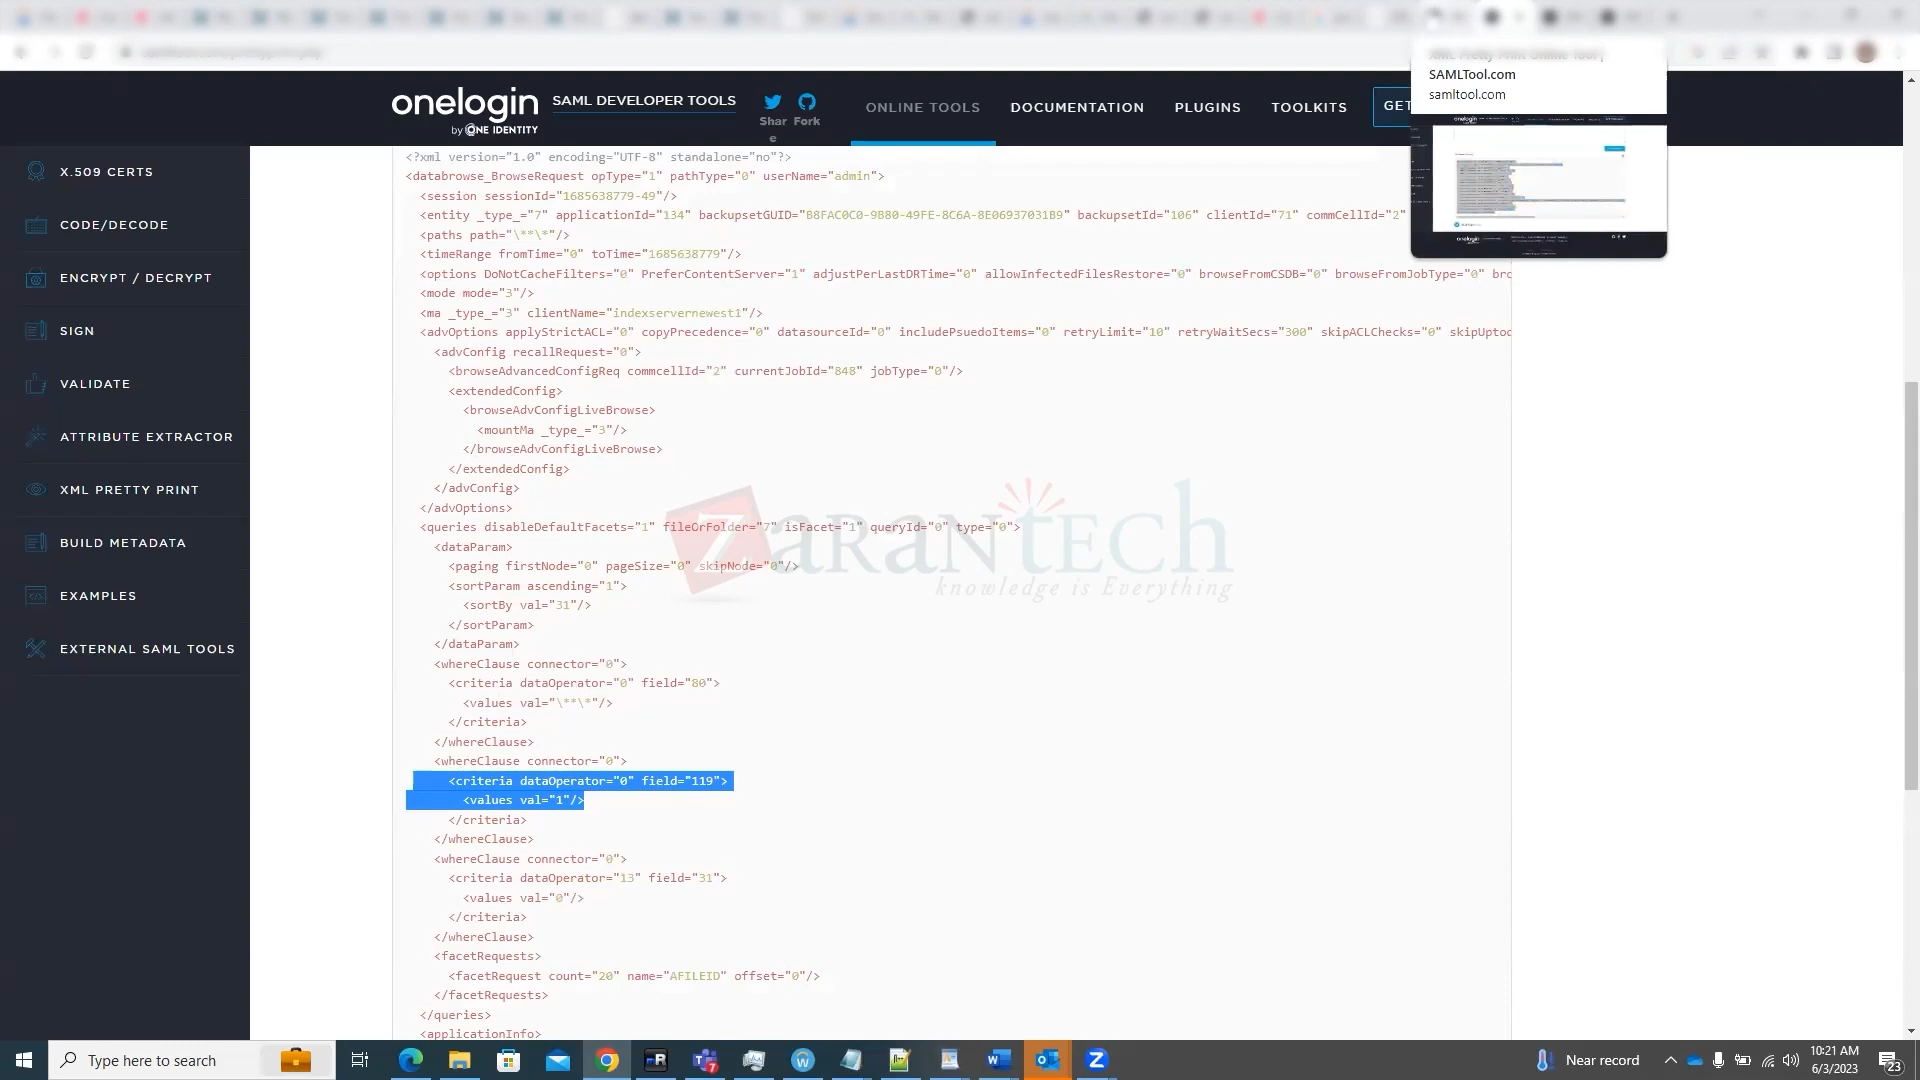 SAMLTool.com
samltool.com
onelogin
by ONE IDENTITY
SAML DEVELOPER TOOLS
Shar
e
Fork
ONLINE TOOLS
DOCUMENTATION
PLUGINS
TOOLKITS
GET
X.509 CERTS
CODE/DECODE
ENCRYPT / DECRYPT
SIGN
VALIDATE
ATTRIBUTE EXTRACTOR
XML PRETTY PRINT
BUILD METADATA
EXAMPLES
EXTERNAL SAML TOOLS
<?xml version="1.0" encoding="UTF-8" standalone="no"?>
<databrowse_BrowseRequest opType="1" pathType="0" userName="admin">
<session sessionId="1685638779-49"/>
<entity _type_="7" applicationId="134" backupsetGUID="B8FAC0C0-9B80-49FE-8C6A-8E06937031B9" backupsetId="106" clientId="71" commCellId="2"
<paths path="\**\*"/>
<timeRange fromTime="0" toTime="1685638779"/>
<options DoNotCacheFilters="0" PreferContentServer="1" adjustPerLastDRTime="0" allowInfectedFilesRestore="0" browseFromCSDB="0" browseFromJobType="0" bro
<mode mode="3"/>
<ma _type_="3" clientName="indexservernewest1"/>
<advOptions applyStrictACL="0" copyPrecedence="0" datasourceId="0" includePsuedoItems="0" retryLimit="10" retryWaitSecs="300" skipACLChecks="0" skipUptod
<advConfig recallRequest="0">
<browseAdvancedConfigReq commcellId="2" currentJobId="848" jobType="0"/>
<extendedConfig>
<browseAdvConfigLiveBrowse>
<mountMa _type_="3"/>
</browseAdvConfigLiveBrowse>
</extendedConfig>
</advConfig>
</advOptions>
<queries disableDefaultFacets="1" fileOrFolder="7" isFacet="1" queryId="0" type="0">
<dataParam>
<paging firstNode="0" pageSize="0" skipNode="0"/>
<sortParam ascending="1">
<sortBy val="31"/>
</sortParam>
</dataParam>
<whereClause connector="0">
<criteria dataOperator="0" field="80">
<values val="\**\*"/>
</criteria>
</whereClause>
<whereClause connector="0">
<criteria dataOperator="0" field="119">
<values val="1"/>
</criteria>
</whereClause>
<whereClause connector="0">
<criteria dataOperator="13" field="31">
<values val="0"/>
</criteria>
</whereClause>
<facetRequests>
<facetRequest count="20" name="AFILEID" offset="0"/>
</facetRequests>
</queries>
<applicationInfo>
ZaranTech
knowledge is Everything
Type here to search
Near record
10:21 AM
6/3/2023
23